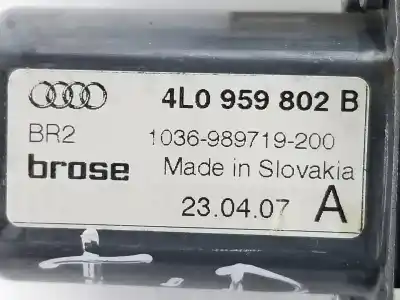 4L0 959 802 B
BR2 1036-989719-200
brose Made in Slovakia
23.04.07 A